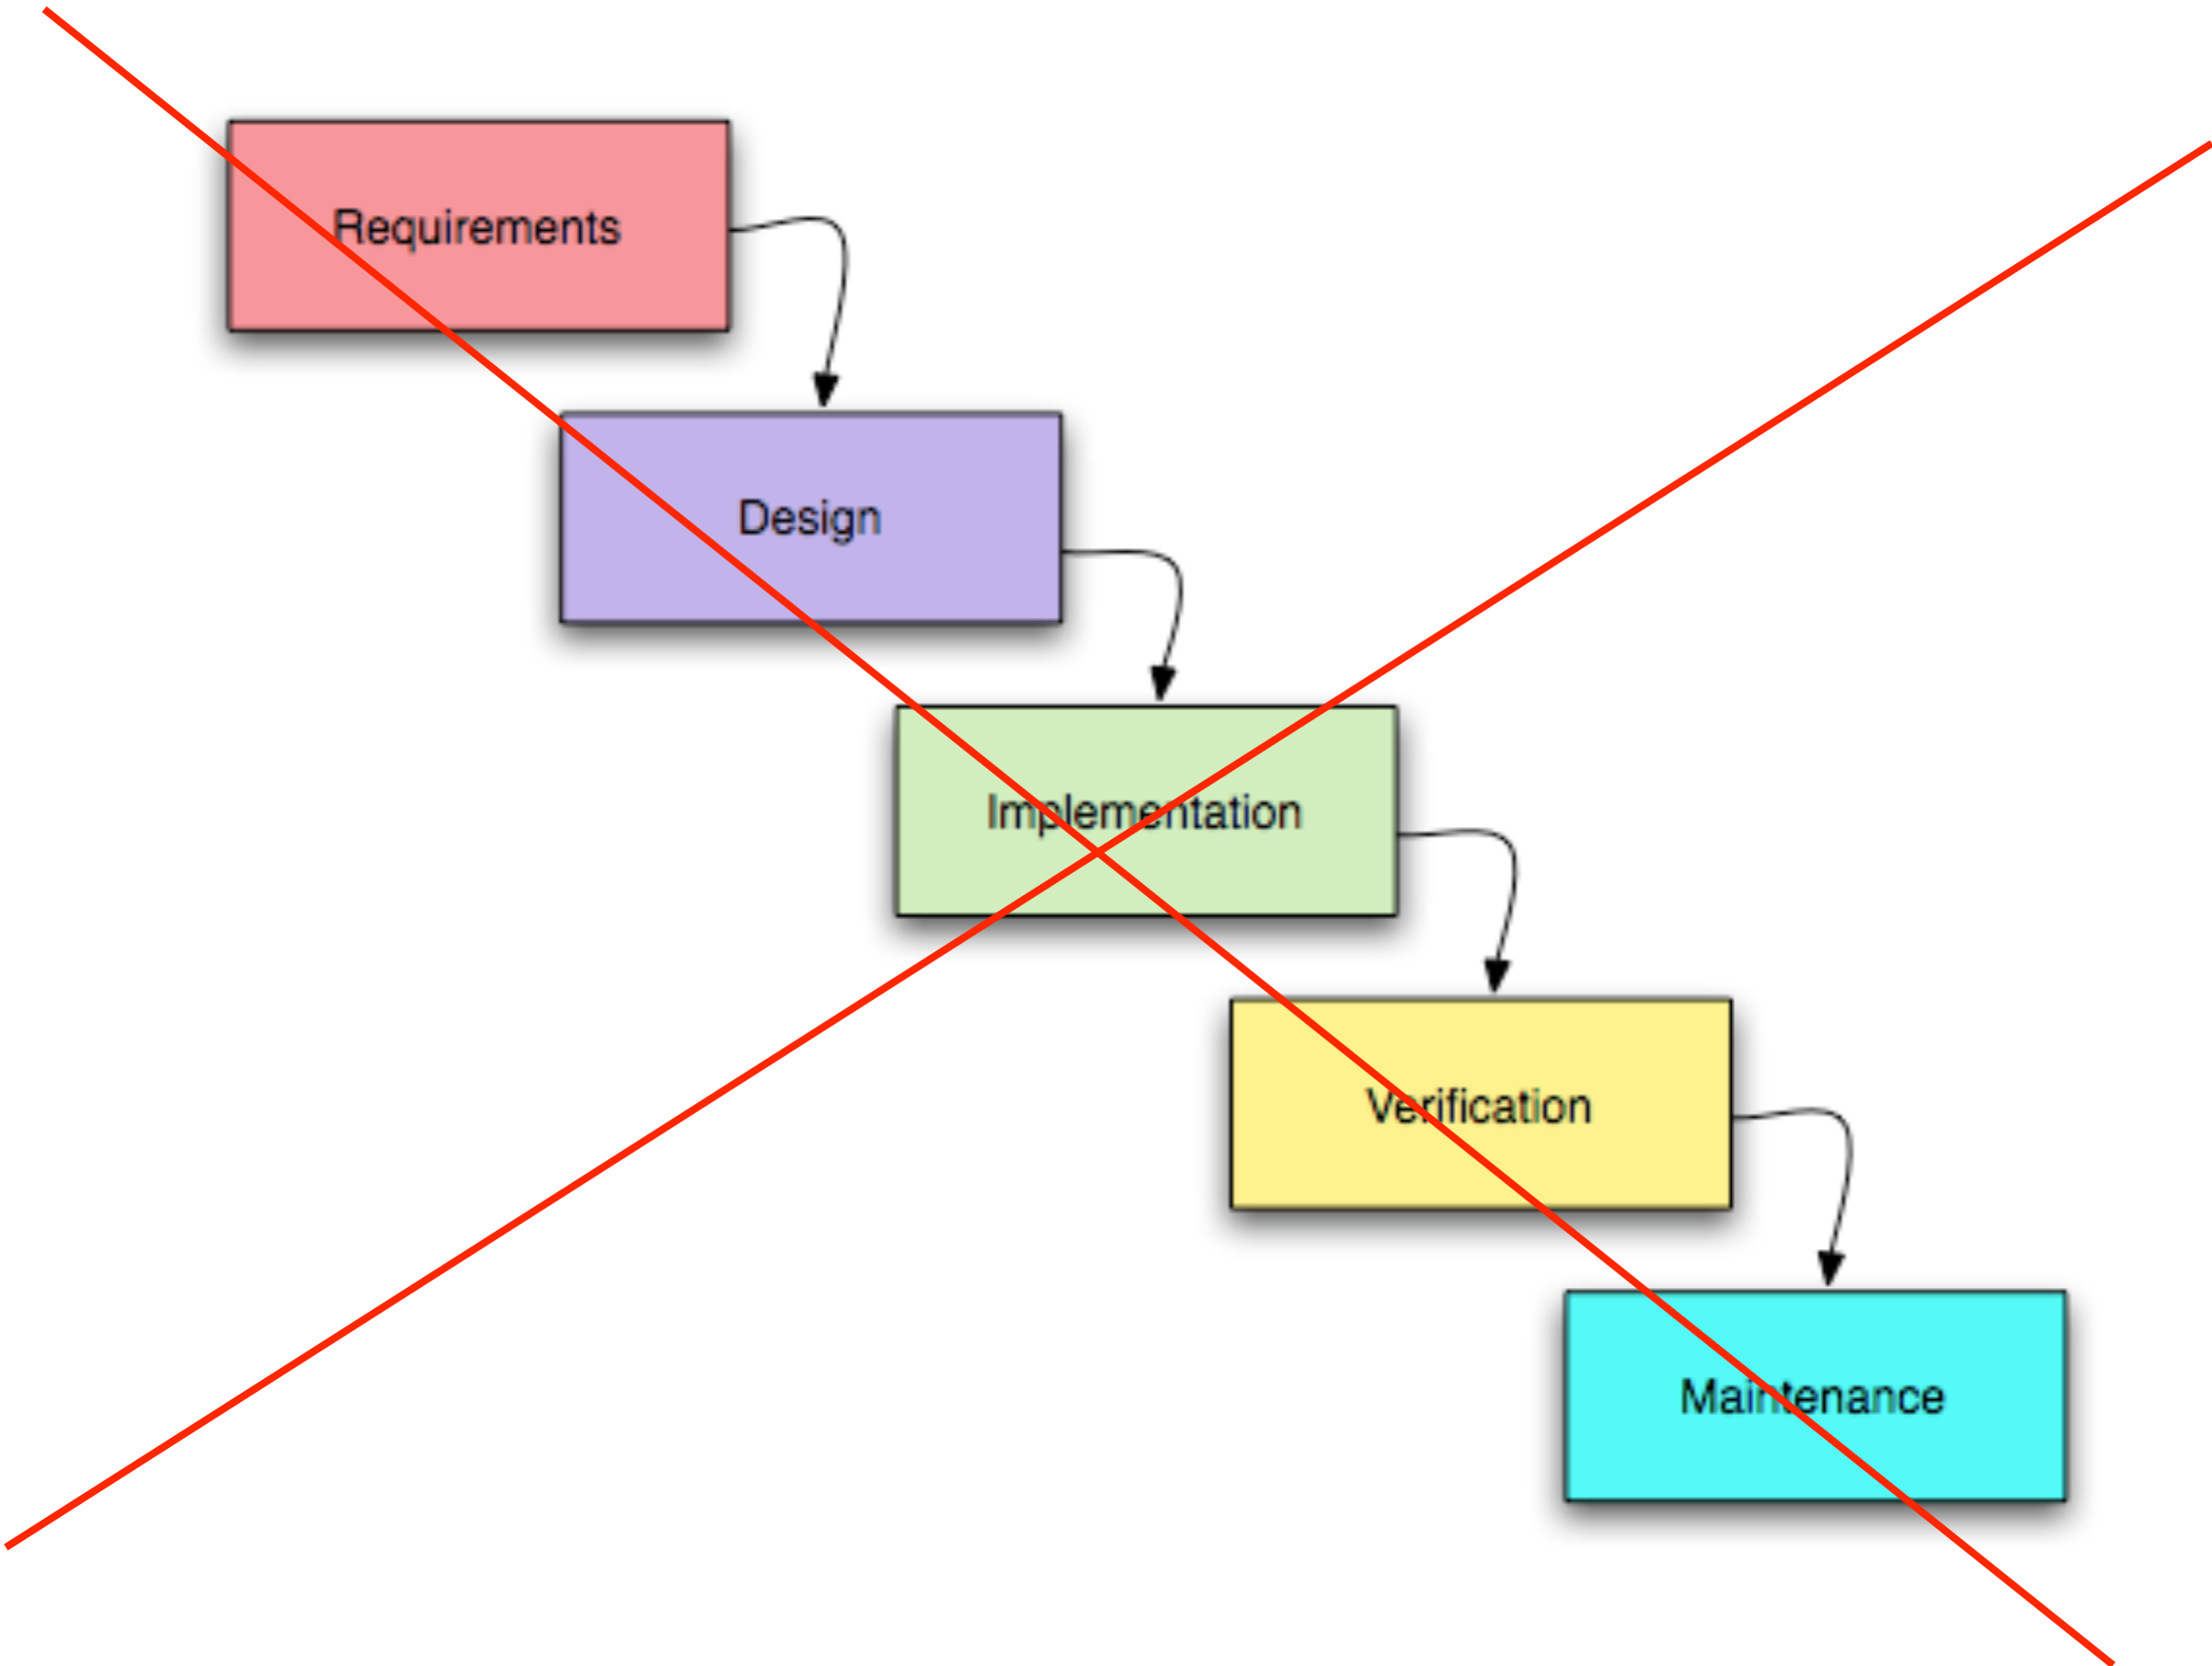 Requirements
Design
Implementation
Verification
Maintenance